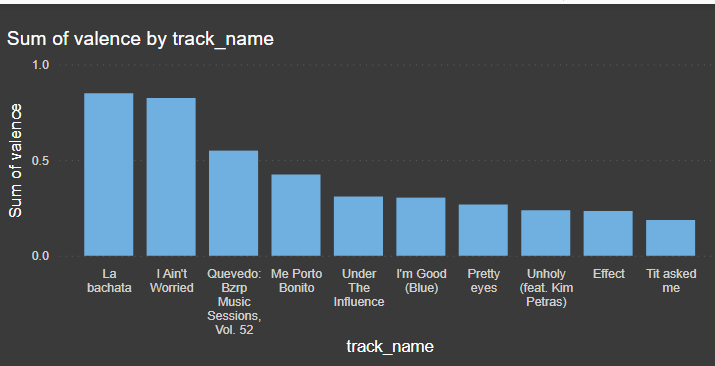 Sum of valence by track_name
1.0
Sum of valence
0.5
0.0
La
bachata
I Ain't
Worried
Quevedo:
Bzrp
Music
Sessions,
Vol. 52
Me Porto
Bonito
Under
The
Influence
I'm Good
(Blue)
Pretty
eyes
Unholy
(feat. Kim
Petras)
Effect
Tit asked
me
track_name